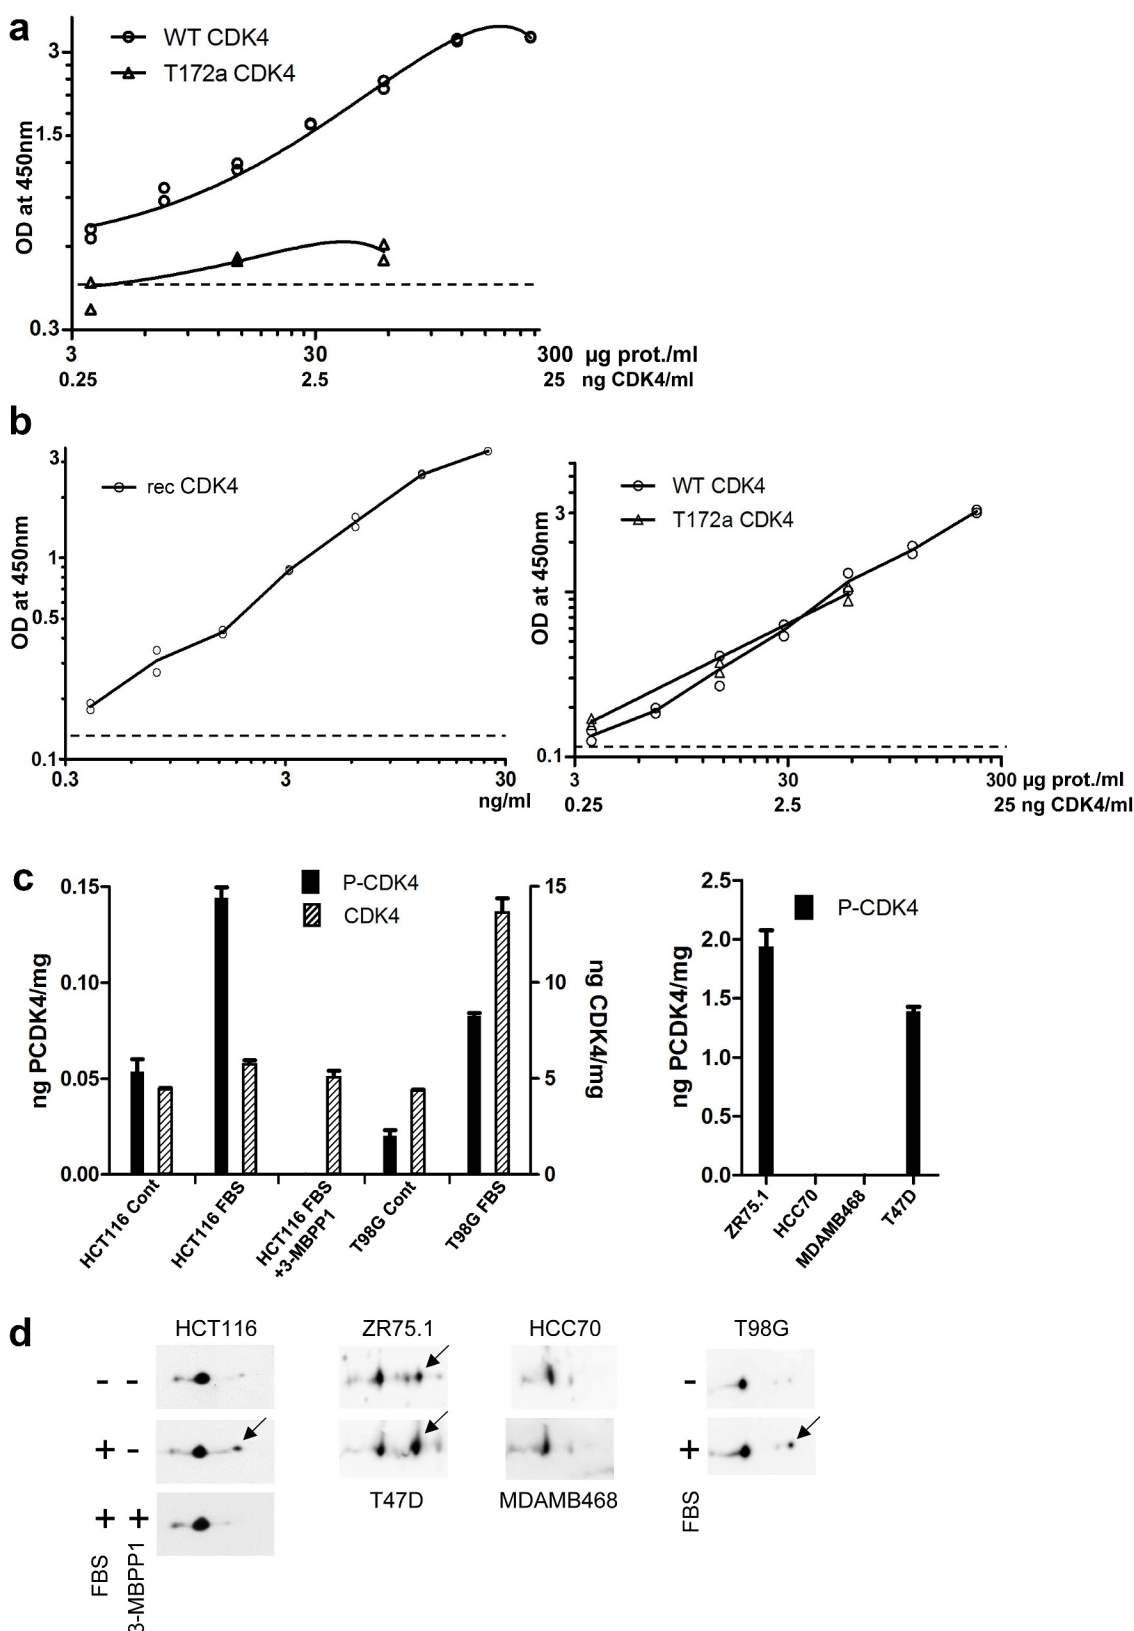 a
WT CDK4
T172a CDK4
OD at 450nm
3
1.5
0.3
3 30 300 µg prot./ml
0.25 2.5 25 ng CDK4/ml
b
rec CDK4
OD at 450nm
3
1
0.5
0.1
0.3 3 30
ng/ml
WT CDK4
T172a CDK4
OD at 450nm
3
0.1
3 30 300 µg prot./ml
0.25 2.5 25 ng CDK4/ml
c
P-CDK4
CDK4
ng PCDK4/mg
0.15
0.10
0.05
0.00
15
10
5
0
ng CDK4/mg
HCT116 Cont
HCT116 FBS
HCT116 FBS
+3-MBPP1
T98G Cont
T98G FBS
P-CDK4
ng PCDK4/mg
2.5
2.0
1.5
1.0
0.5
0.0
ZR75.1
HCC70
MDAMB468
T47D
d
HCT116 ZR75.1 HCC70 T98G
- - -
+ - +
T47D MDAMB468
+ +
FBS
3-MBPP1
FBS